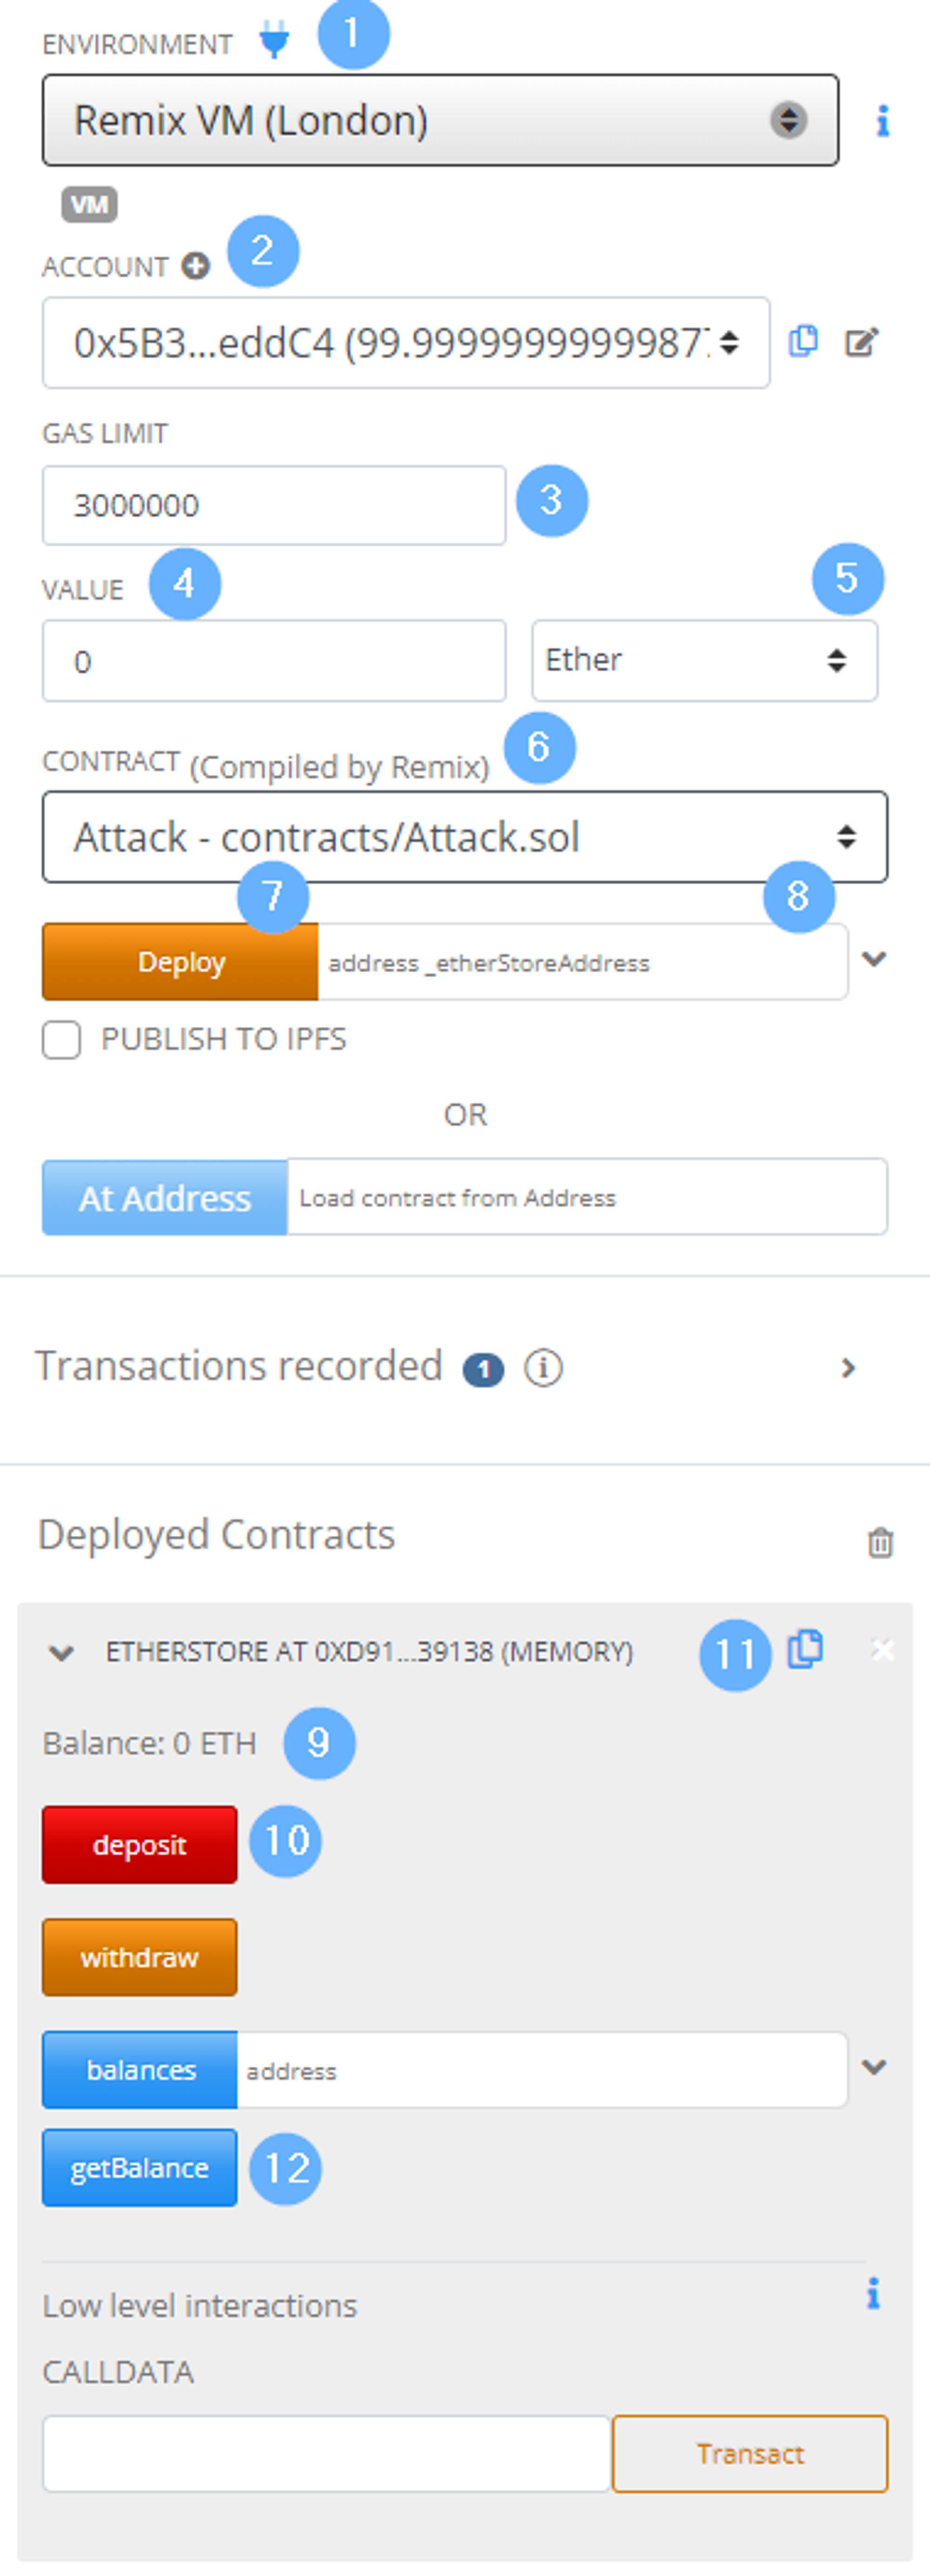 ENVIRONMENT 1
Remix VM (London)
VM
ACCOUNT 2
0x5B3...eddC4 (99.9999999999987
GAS LIMIT
3000000 3
VALUE 4 5
0 Ether
CONTRACT (Compiled by Remix) 6
Attack - contracts/Attack.sol
7 8
Deploy address _etherStoreAddress
PUBLISH TO IPFS
OR
At Address Load contract from Address
Transactions recorded 1 i
Deployed Contracts
ETHERSTORE AT 0XD91...39138 (MEMORY) 11
Balance: 0 ETH 9
deposit 10
withdraw
balances address
getBalance 12
Low level interactions i
CALLDATA
Transact